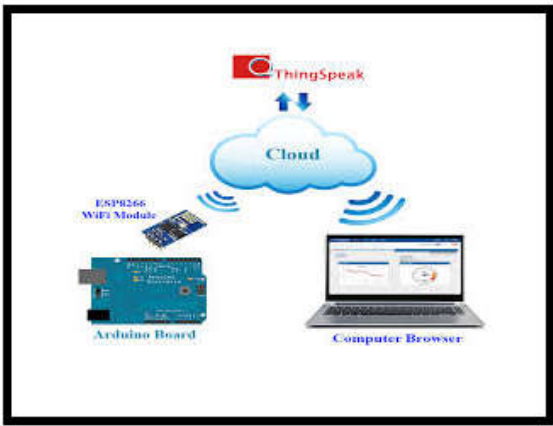 ThingSpeak
Cloud
ESP8266
WiFi Module
Arduino Board
Computer Browser